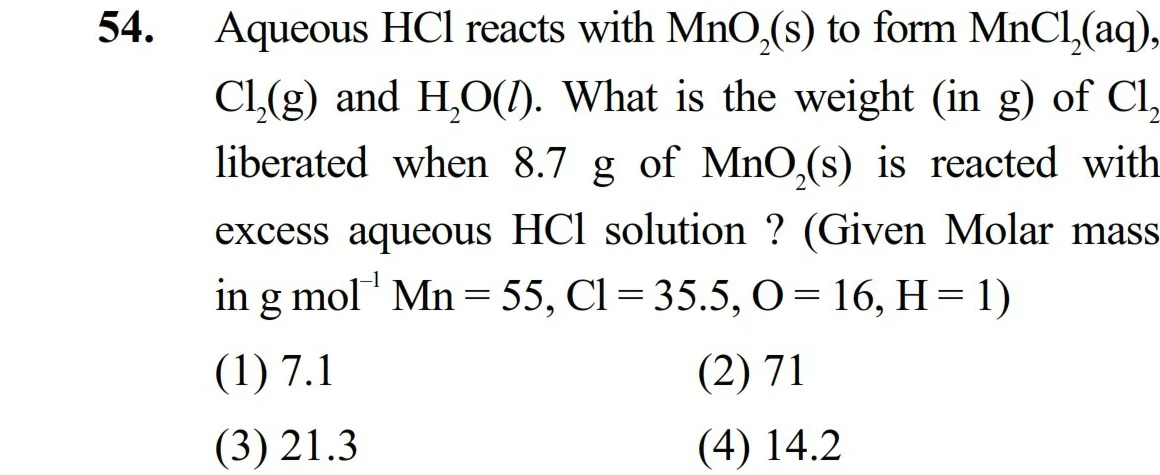 54. Aqueous HCl reacts with MnO₂(s) to form MnCl₂(aq),
Cl₂(g) and H₂O(l). What is the weight (in g) of Cl₂
liberated when 8.7 g of MnO₂(s) is reacted with
excess aqueous HCl solution ? (Given Molar mass
in g mol⁻¹ Mn = 55, Cl = 35.5, O = 16, H = 1)
(1) 7.1 (2) 71
(3) 21.3 (4) 14.2